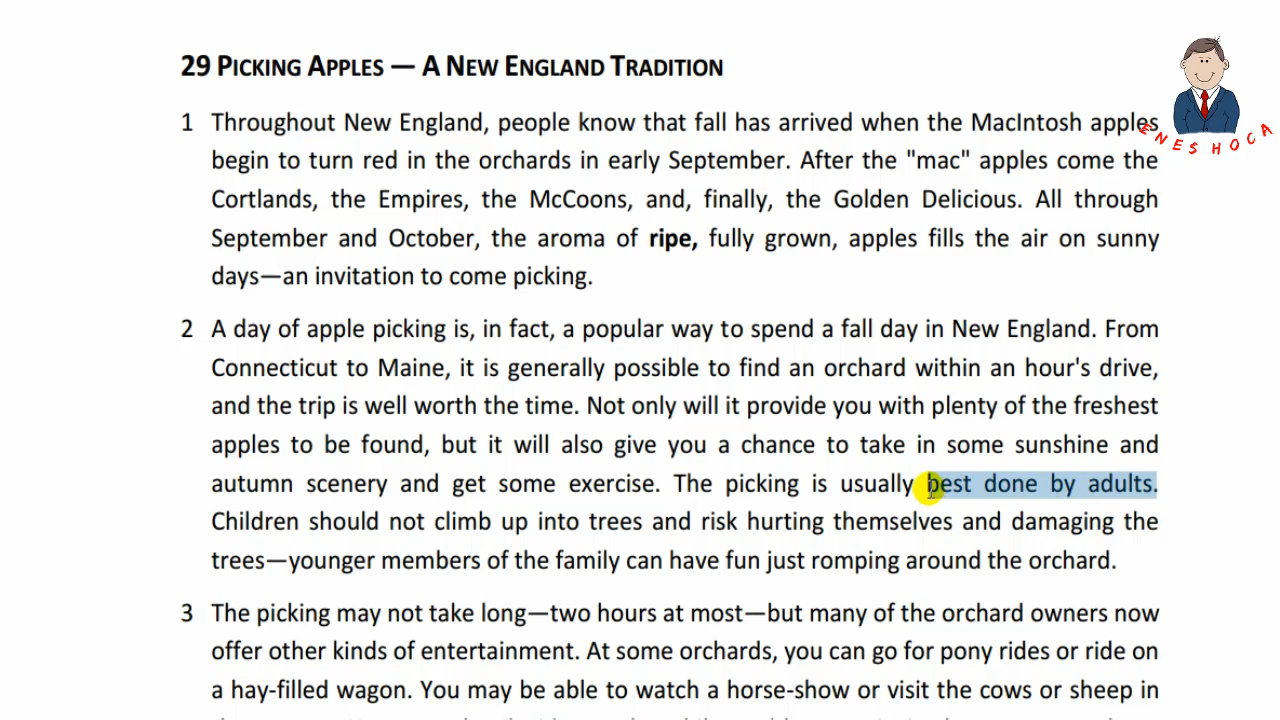 29 PICKING APPLES — A NEW ENGLAND TRADITION
1 Throughout New England, people know that fall has arrived when the MacIntosh apples
begin to turn red in the orchards in early September. After the "mac" apples come the
Cortlands, the Empires, the McCoons, and, finally, the Golden Delicious. All through
September and October, the aroma of ripe, fully grown, apples fills the air on sunny
days—an invitation to come picking.
2 A day of apple picking is, in fact, a popular way to spend a fall day in New England. From
Connecticut to Maine, it is generally possible to find an orchard within an hour's drive,
and the trip is well worth the time. Not only will it provide you with plenty of the freshest
apples to be found, but it will also give you a chance to take in some sunshine and
autumn scenery and get some exercise. The picking is usually best done by adults.
Children should not climb up into trees and risk hurting themselves and damaging the
trees—younger members of the family can have fun just romping around the orchard.
3 The picking may not take long—two hours at most—but many of the orchard owners now
offer other kinds of entertainment. At some orchards, you can go for pony rides or ride on
a hay-filled wagon. You may be able to watch a horse-show or visit the cows or sheep in
ENES HOCA